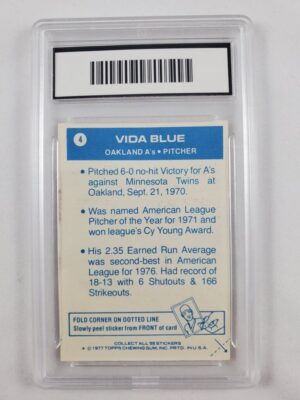 4
VIDA BLUE
OAKLAND A's • PITCHER
• Pitched 6-0 no-hit Victory for A's
against Minnesota Twins at
Oakland, Sept. 21, 1970.
• Was named American League
Pitcher of the Year for 1971 and
won league's Cy Young Award.
• His 2.35 Earned Run Average
was second-best in American
League for 1976. Had record of
18-13 with 6 Shutouts & 166
Strikeouts.
FOLD CORNER ON DOTTED LINE
Slowly peel sticker from FRONT of card
COLLECT ALL 55 STICKERS
4 © 1977 TOPPS CHEWING GUM, INC. PRTD. IN U.S.A.